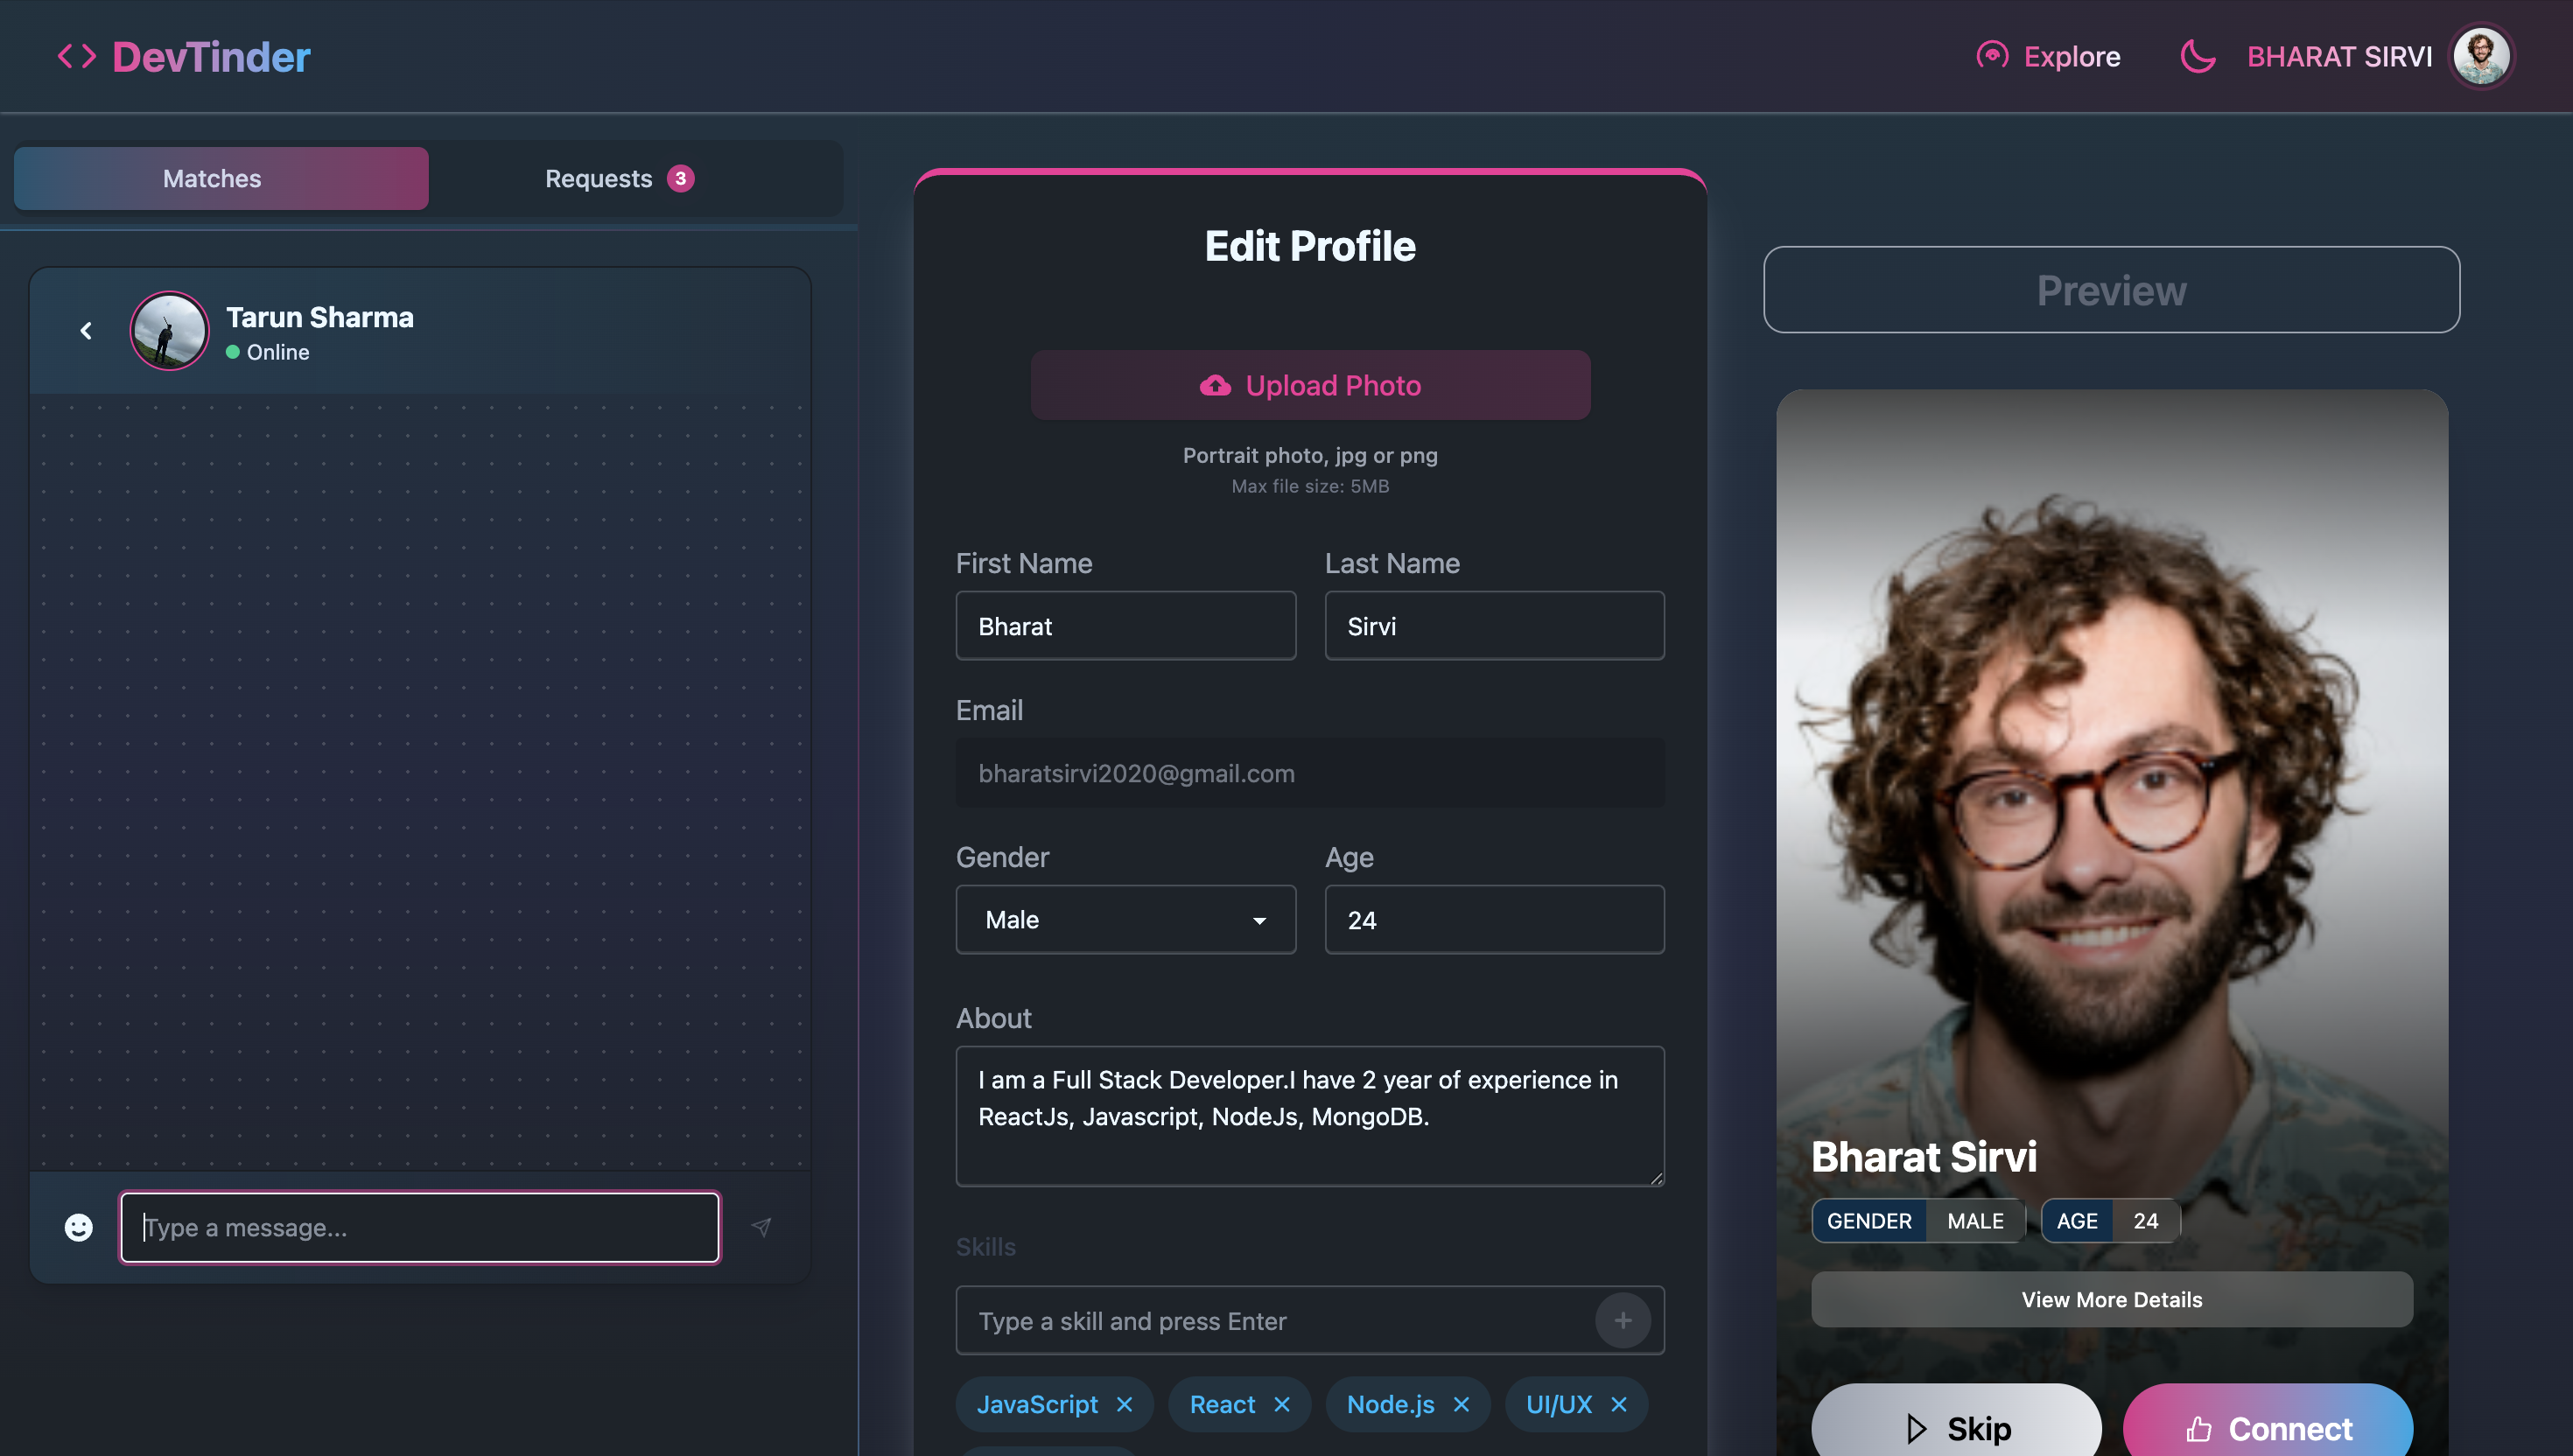 DevTinder
Explore
BHARAT SIRVI
Matches
Requests 3
Tarun Sharma
Online
Type a message...
Edit Profile
Upload Photo
Portrait photo, jpg or png
Max file size: 5MB
First Name
Last Name
Bharat
Sirvi
Email
bharatsirvi2020@gmail.com
Gender
Age
Male
24
About
I am a Full Stack Developer.I have 2 year of experience in
ReactJs, Javascript, NodeJs, MongoDB.
Skills
Type a skill and press Enter
JavaScript
React
Node.js
UI/UX
Preview
Bharat Sirvi
GENDER MALE AGE 24
View More Details
Skip
Connect